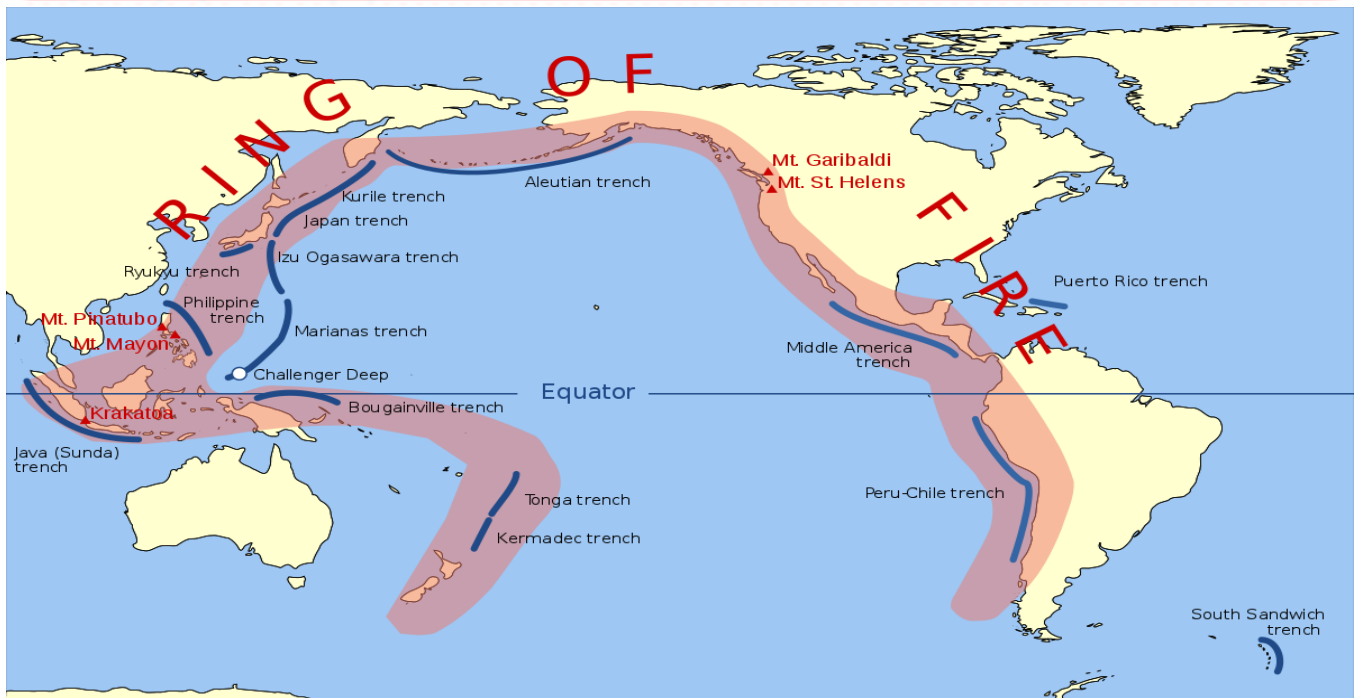 RING OF FIRE
Mt. Garibaldi
Mt. St. Helens
Aleutian trench
Kurile trench
Japan trench
Izu Ogasawara trench
Ryukyu trench
Puerto Rico trench
Philippine
trench
Mt. Pinatubo
Mt. Mayon
Marianas trench
Middle America
trench
Challenger Deep
Equator
Bougainville trench
Krakatoa
Java (Sunda)
trench
Peru-Chile trench
Tonga trench
Kermadec trench
South Sandwich
trench